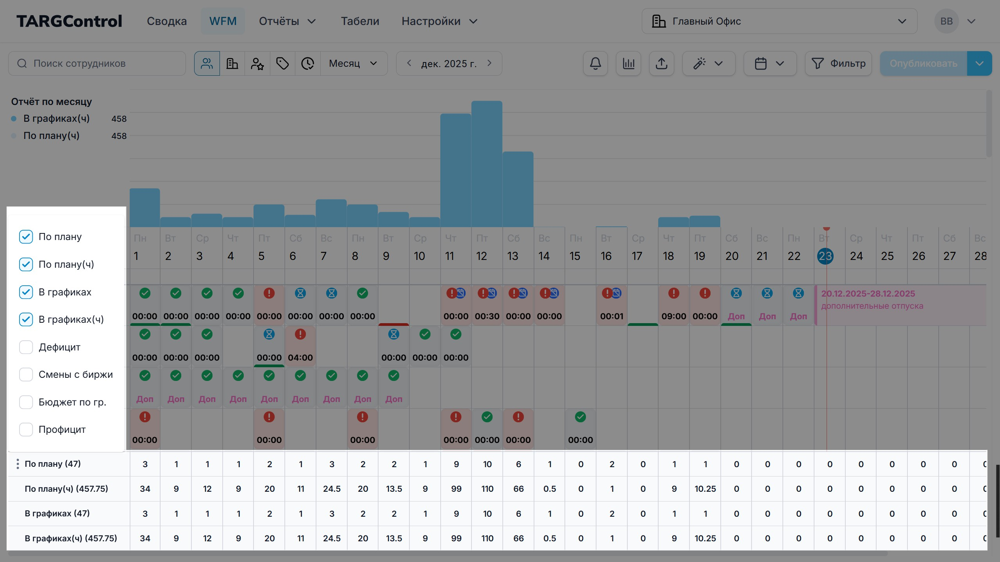 TARGControl Сводка WFM Отчёты Табели Настройки Главный Офис ВВ
Поиск сотрудников Месяц дек. 2025 г. Фильтр Опубликовать
Отчёт по месяцу
В графиках(ч) 458
По плану(ч) 458
Пн Вт Ср Чт Пт Сб Вс Пн Вт Ср Чт Пт Сб Вс Пн Вт Ср Чт Пт Сб Вс Пн Вт Ср Чт Пт Сб Вс
1 2 3 4 5 6 7 8 9 10 11 12 13 14 15 16 17 18 19 20 21 22 23 24 25 26 27 28
По плану
По плану(ч)
В графиках
В графиках(ч)
Дефицит
Смены с биржи
Бюджет по гр.
Профицит
20.12.2025-28.12.2025
дополнительные отпуска
00:00 00:00 00:00 00:00 00:00 00:00 00:00 00:00 00:00 00:30 00:00 00:00 00:01 09:00 00:00 Доп Доп Доп
00:00 00:00 00:00 00:00 04:00 00:00 00:00 00:00
Доп Доп Доп Доп Доп Доп Доп Доп Доп
00:00 00:00 00:00 00:00 00:00 00:00 00:00
По плану (47) 3 1 1 1 2 1 3 2 2 1 9 10 6 1 0 2 0 1 1 0 0 0 0 0 0 0 0
По плану(ч) (457.75) 34 9 12 9 20 11 24.5 20 13.5 9 99 110 66 0.5 0 1 0 9 10.25 0 0 0 0 0 0 0 0
В графиках (47) 3 1 1 1 2 1 3 2 2 1 9 10 6 1 0 2 0 1 1 0 0 0 0 0 0 0 0
В графиках(ч) (457.75) 34 9 12 9 20 11 24.5 20 13.5 9 99 110 66 0.5 0 1 0 9 10.25 0 0 0 0 0 0 0 0